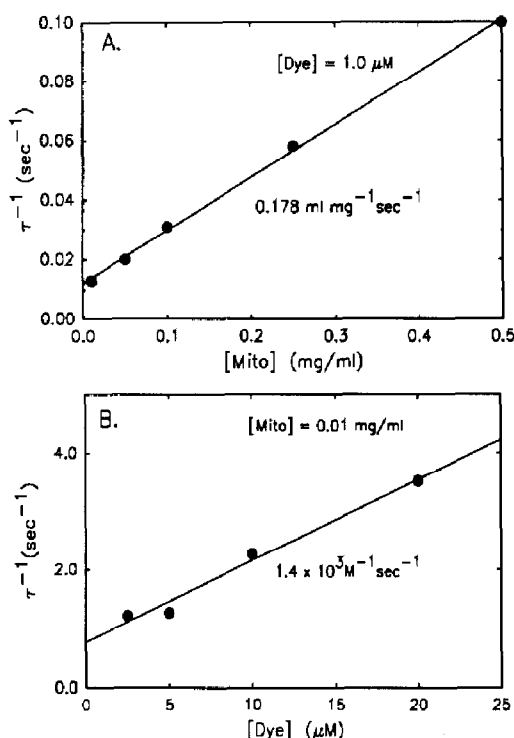 A.
[Dye] = 1.0 μM
0.178 ml mg⁻¹sec⁻¹
τ⁻¹ (sec⁻¹)
0.10
0.08
0.06
0.04
0.02
0.00
0.0 0.1 0.2 0.3 0.4 0.5
[Mito] (mg/ml)
B.
[Mito] = 0.01 mg/ml
1.4 x 10³M⁻¹sec⁻¹
τ⁻¹(sec⁻¹)
4.0
2.0
0.0
0 5 10 15 20 25
[Dye] (μM)